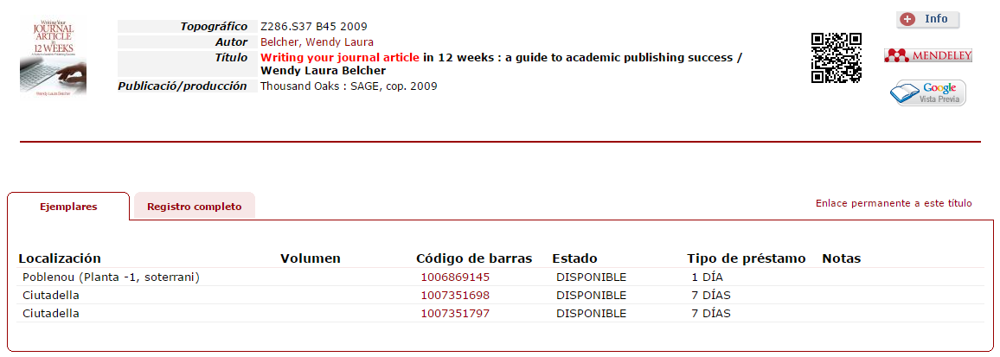 Writing Your
JOURNAL
ARTICLE
in
12 WEEKS
Wendy Laura Belcher
Topográfico Z286.S37 B45 2009
Autor Belcher, Wendy Laura
Título Writing your journal article in 12 weeks : a guide to academic publishing success /
Wendy Laura Belcher
Publicació/producción Thousand Oaks : SAGE, cop. 2009
Info
MENDELEY
Google
Vista Previa
Ejemplares Registro completo Enlace permanente a este título
Localización Volumen Código de barras Estado Tipo de préstamo Notas
Poblenou (Planta -1, soterrani) 1006869145 DISPONIBLE 1 DÍA
Ciutadella 1007351698 DISPONIBLE 7 DÍAS
Ciutadella 1007351797 DISPONIBLE 7 DÍAS